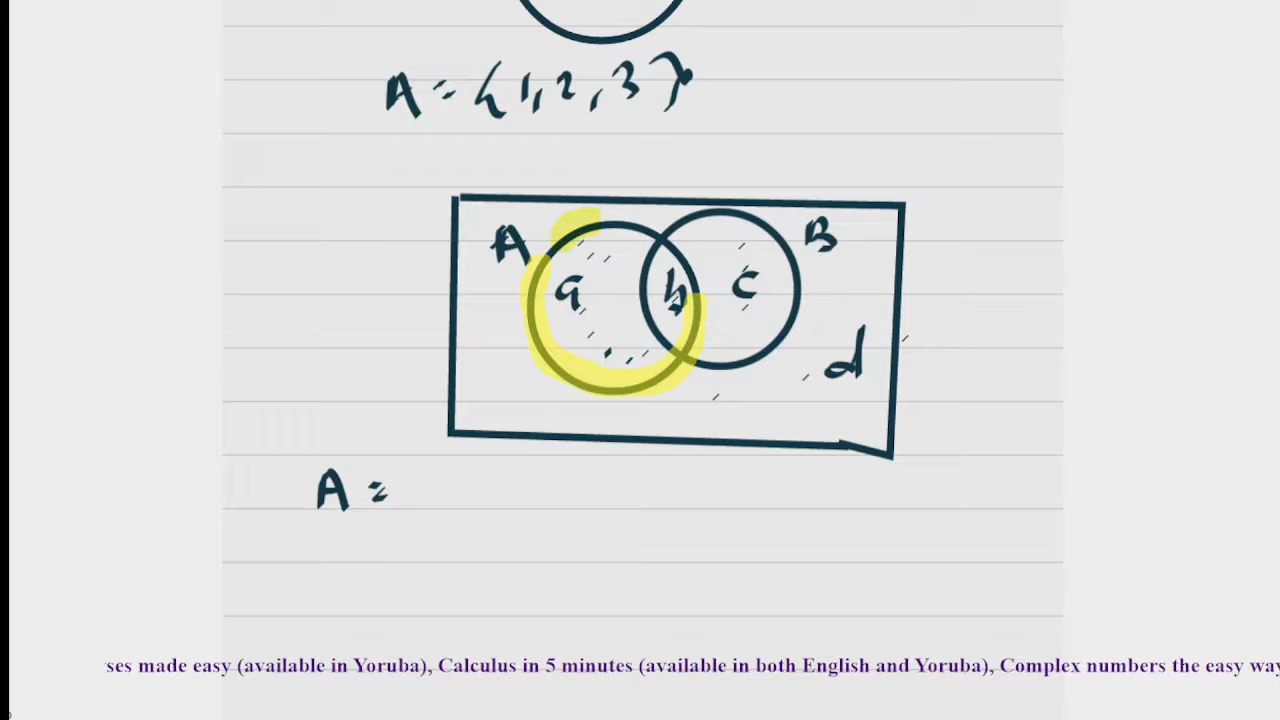 A = {1, 2, 3}
A B
a b c
d
A =
ses made easy (available in Yoruba), Calculus in 5 minutes (available in both English and Yoruba), Complex numbers the easy way